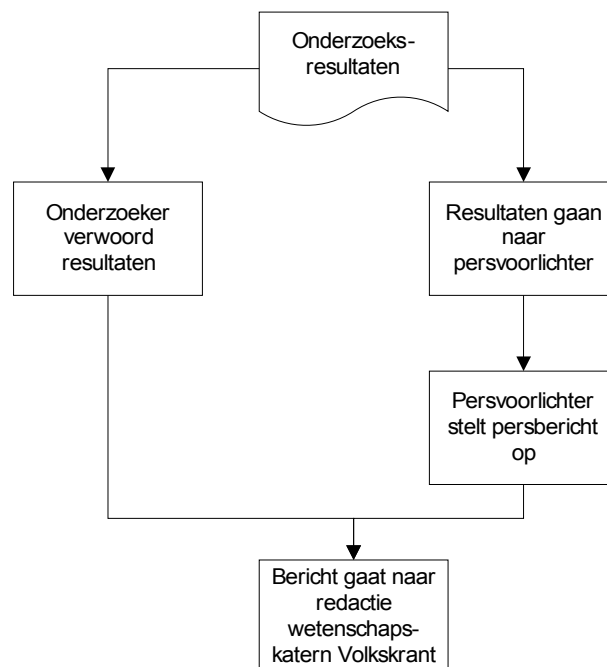 Onderzoeks-
resultaten
Onderzoeker
verwoord
resultaten
Resultaten gaan
naar
persvoorlichter
Persvoorlichter
stelt persbericht
op
Bericht gaat naar
redactie
wetenschaps-
katern Volkskrant